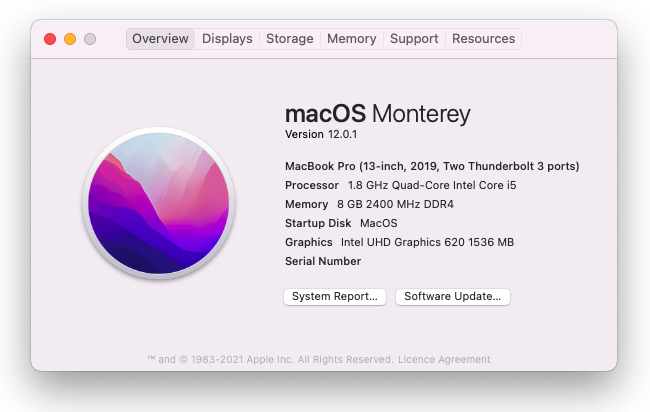 Overview Displays Storage Memory Support Resources
macOS Monterey
Version 12.0.1
MacBook Pro (13-inch, 2019, Two Thunderbolt 3 ports)
Processor 1.8 GHz Quad-Core Intel Core i5
Memory 8 GB 2400 MHz DDR4
Startup Disk MacOS
Graphics Intel UHD Graphics 620 1536 MB
Serial Number
System Report... Software Update...
™ and © 1983-2021 Apple Inc. All Rights Reserved. Licence Agreement